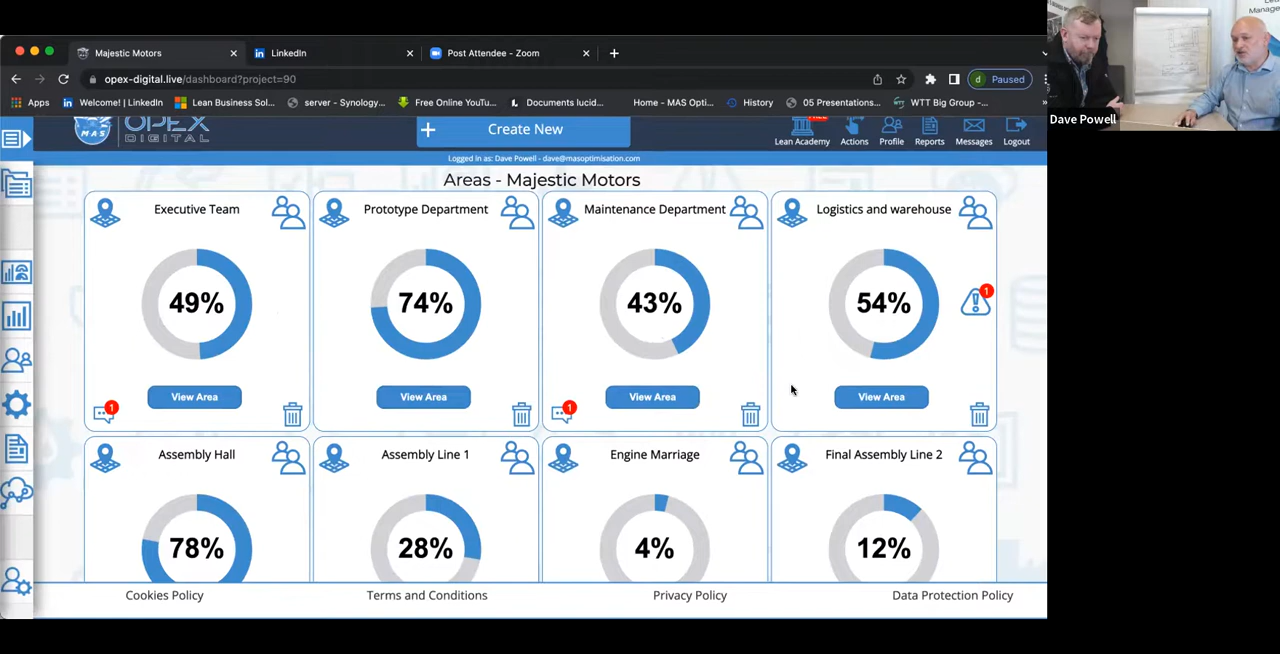 Majestic Motors
LinkedIn
Post Attendee - Zoom
opex-digital.live/dashboard?project=90
d Paused
Apps
Welcome! | LinkedIn
Lean Business Sol...
server - Synology...
Free Online YouTu...
Documents lucid...
Home - MAS Opti...
History
05 Presentations...
WTT Big Group -...
Manage
Dave Powell
MAS
OPEX
DIGITAL
+ Create New
Lean Academy
Actions
Profile
Reports
Messages
Logout
Logged in as: Dave Powell - dave@masoptimisation.com
Areas - Majestic Motors
Executive Team
49%
View Area
1
Prototype Department
74%
View Area
Maintenance Department
43%
View Area
1
Logistics and warehouse
54%
1
View Area
Assembly Hall
78%
Assembly Line 1
28%
Engine Marriage
4%
Final Assembly Line 2
12%
Cookies Policy
Terms and Conditions
Privacy Policy
Data Protection Policy